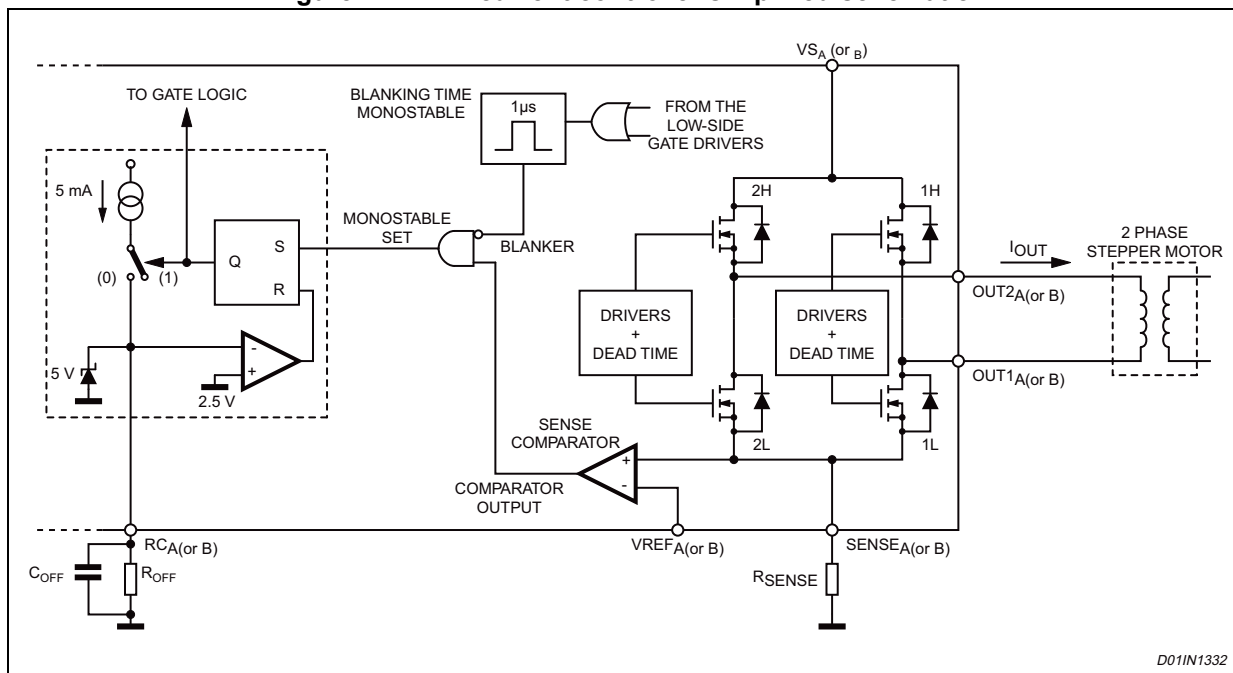 VSA (or B)
TO GATE LOGIC
BLANKING TIME
MONOSTABLE
1µs
FROM THE
LOW-SIDE
GATE DRIVERS
5 mA
2H
1H
MONOSTABLE
SET
BLANKER
S
Q
R
(0)
(1)
IOUT
2 PHASE
STEPPER MOTOR
OUT2A(or B)
DRIVERS
+
DEAD TIME
DRIVERS
+
DEAD TIME
-
+
5 V
2.5 V
OUT1A(or B)
SENSE
COMPARATOR
2L
1L
+
-
COMPARATOR
OUTPUT
RCA(or B)
VREFA(or B)
SENSEA(or B)
COFF
ROFF
RSENSE
D01IN1332